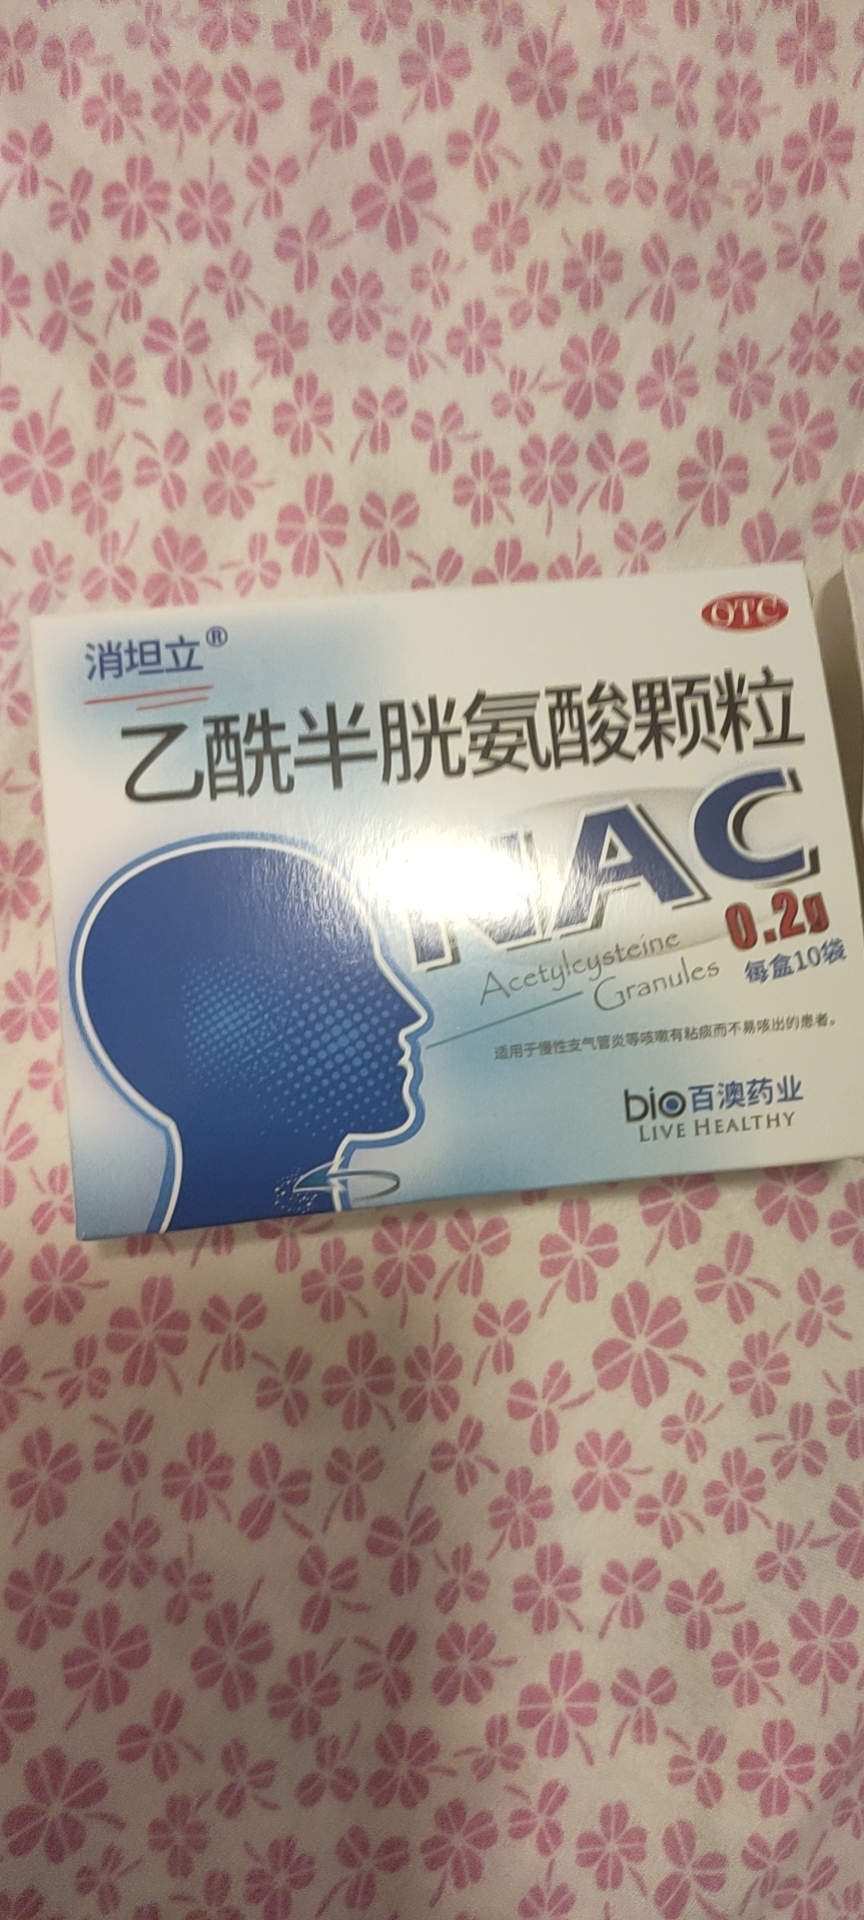 OTC
消坦立®
乙酰半胱氨酸颗粒
NAC
0.2g
Acetylcysteine
Granules
每盒10袋
适用于慢性支气管炎等咳嗽有粘痰而不易咳出的患者。
bio百澳药业
LIVE HEALTHY